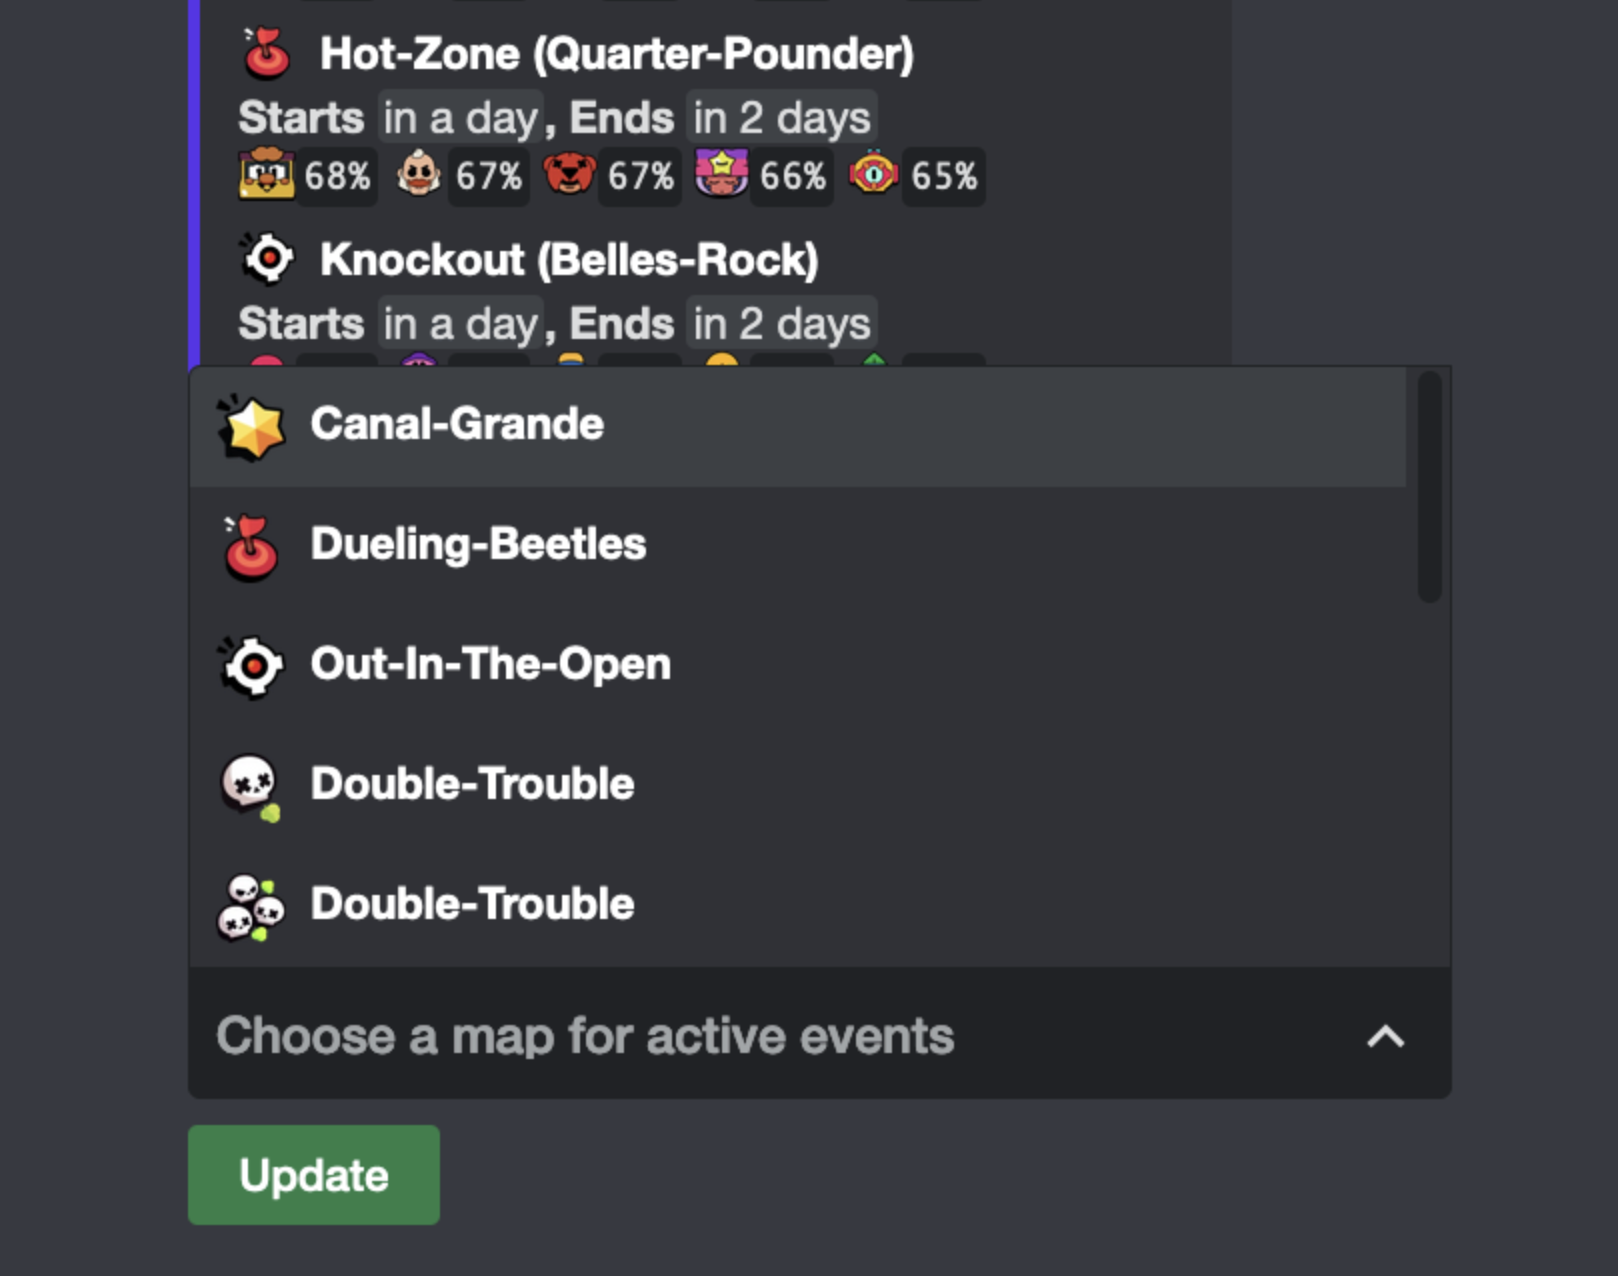 Hot-Zone (Quarter-Pounder)
Starts in a day, Ends in 2 days
68% 67% 67% 66% 65%
Knockout (Belles-Rock)
Starts in a day, Ends in 2 days
Canal-Grande
Dueling-Beetles
Out-In-The-Open
Double-Trouble
Double-Trouble
Choose a map for active events
Update